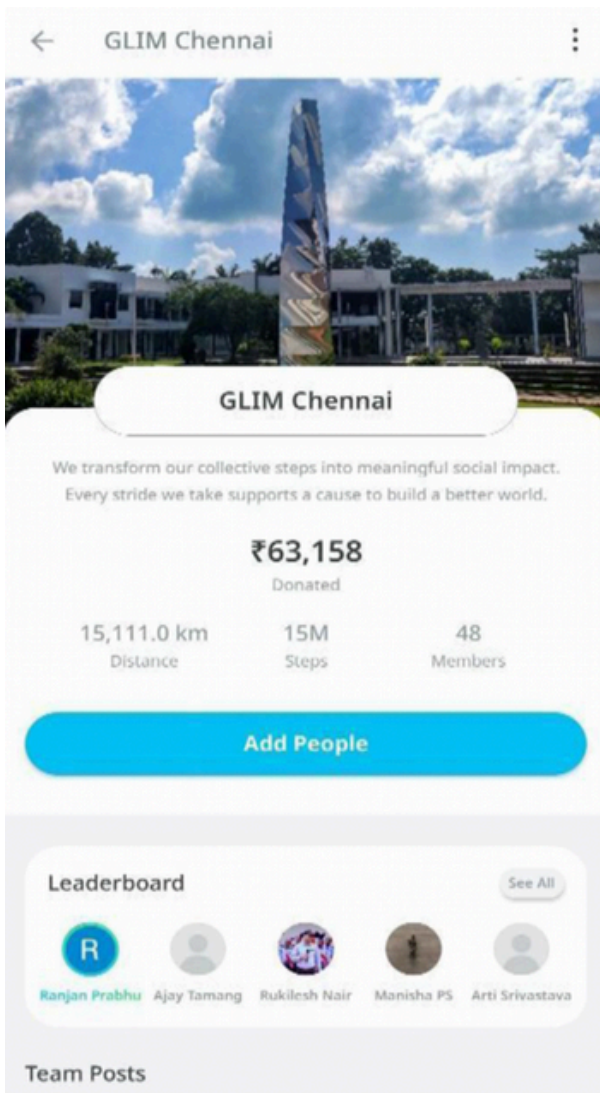 GLIM Chennai
GLIM Chennai
We transform our collective steps into meaningful social impact.
Every stride we take supports a cause to build a better world.
₹63,158
Donated
15,111.0 km 15M 48
Distance Steps Members
Add People
Leaderboard See All
R
Ranjan Prabhu Ajay Tamang Rukilesh Nair Manisha PS Arti Srivastava
Team Posts